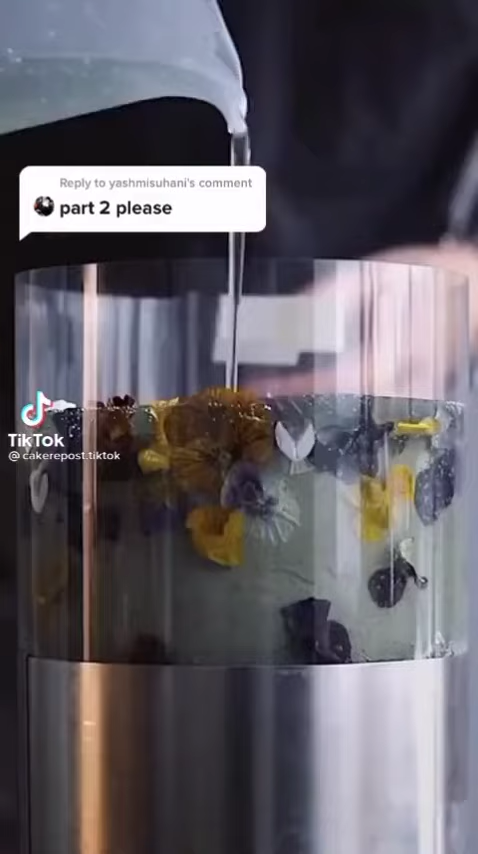 Reply to yashmisuhani's comment
part 2 please
TikTok
@cakerepost.tiktok